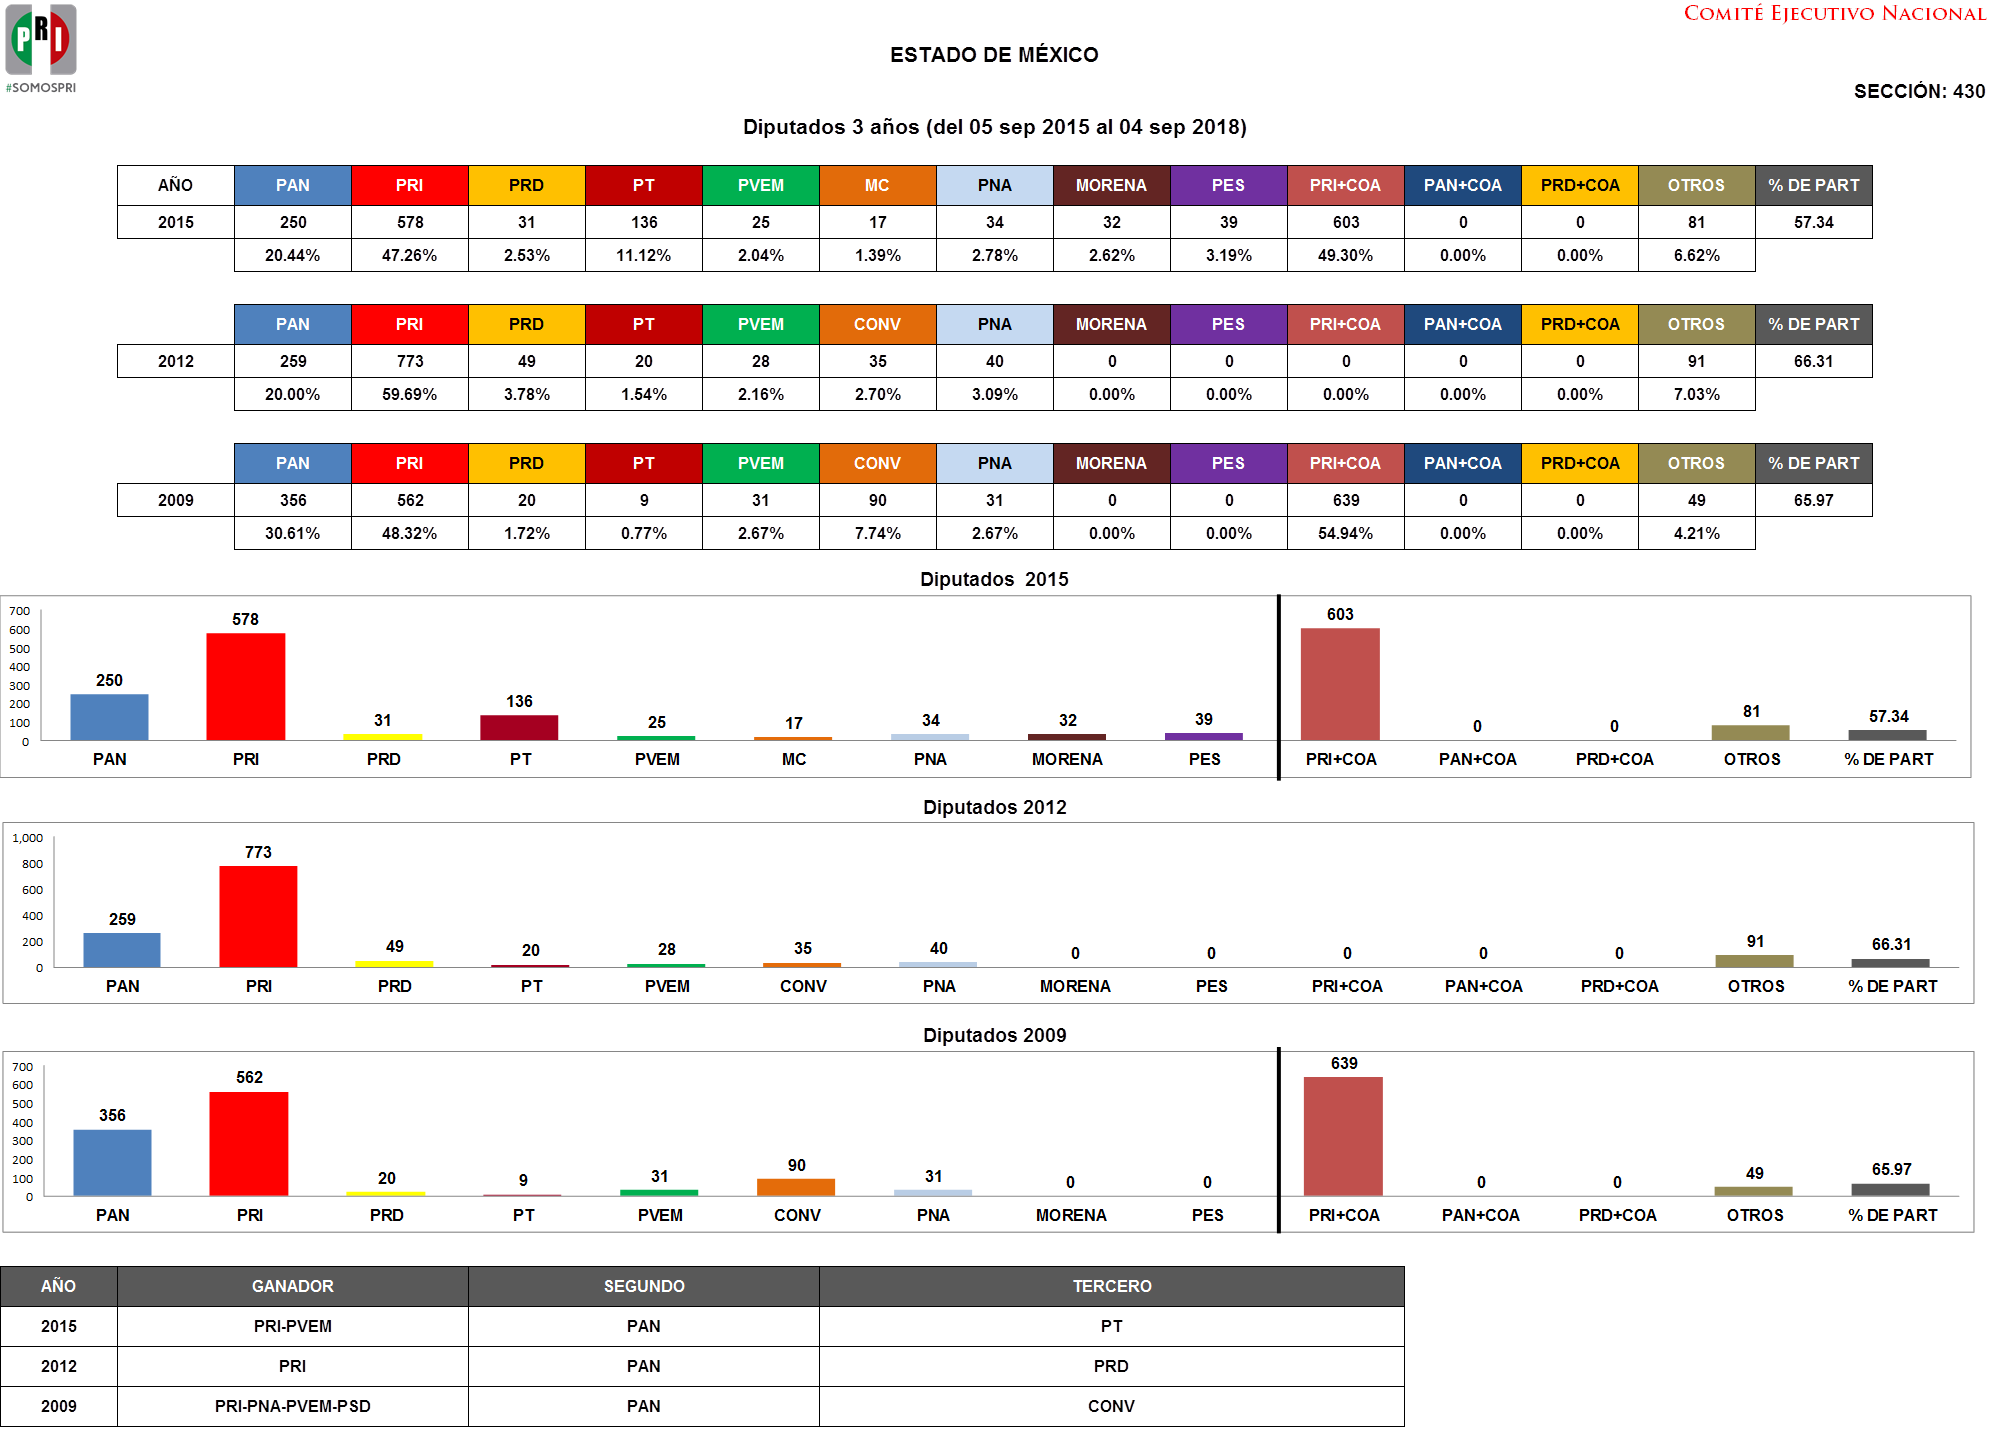 PRI
#SOMOSPRI
COMITÉ EJECUTIVO NACIONAL
ESTADO DE MÉXICO
SECCIÓN: 430
Diputados 3 años (del 05 sep 2015 al 04 sep 2018)
AÑO PAN PRI PRD PT PVEM MC PNA MORENA PES PRI+COA PAN+COA PRD+COA OTROS % DE PART
2015 250 578 31 136 25 17 34 32 39 603 0 0 81 57.34
20.44% 47.26% 2.53% 11.12% 2.04% 1.39% 2.78% 2.62% 3.19% 49.30% 0.00% 0.00% 6.62%
PAN PRI PRD PT PVEM CONV PNA MORENA PES PRI+COA PAN+COA PRD+COA OTROS % DE PART
2012 259 773 49 20 28 35 40 0 0 0 0 0 91 66.31
20.00% 59.69% 3.78% 1.54% 2.16% 2.70% 3.09% 0.00% 0.00% 0.00% 0.00% 0.00% 7.03%
PAN PRI PRD PT PVEM CONV PNA MORENA PES PRI+COA PAN+COA PRD+COA OTROS % DE PART
2009 356 562 20 9 31 90 31 0 0 639 0 0 49 65.97
30.61% 48.32% 1.72% 0.77% 2.67% 7.74% 2.67% 0.00% 0.00% 54.94% 0.00% 0.00% 4.21%
Diputados 2015
700
600
500
400
300
200
100
0
250 578 31 136 25 17 34 32 39 603 0 0 81 57.34
PAN PRI PRD PT PVEM MC PNA MORENA PES PRI+COA PAN+COA PRD+COA OTROS % DE PART
Diputados 2012
1,000
800
600
400
200
0
259 773 49 20 28 35 40 0 0 0 0 0 91 66.31
PAN PRI PRD PT PVEM CONV PNA MORENA PES PRI+COA PAN+COA PRD+COA OTROS % DE PART
Diputados 2009
700
600
500
400
300
200
100
0
356 562 20 9 31 90 31 0 0 639 0 0 49 65.97
PAN PRI PRD PT PVEM CONV PNA MORENA PES PRI+COA PAN+COA PRD+COA OTROS % DE PART
AÑO GANADOR SEGUNDO TERCERO
2015 PRI-PVEM PAN PT
2012 PRI PAN PRD
2009 PRI-PNA-PVEM-PSD PAN CONV